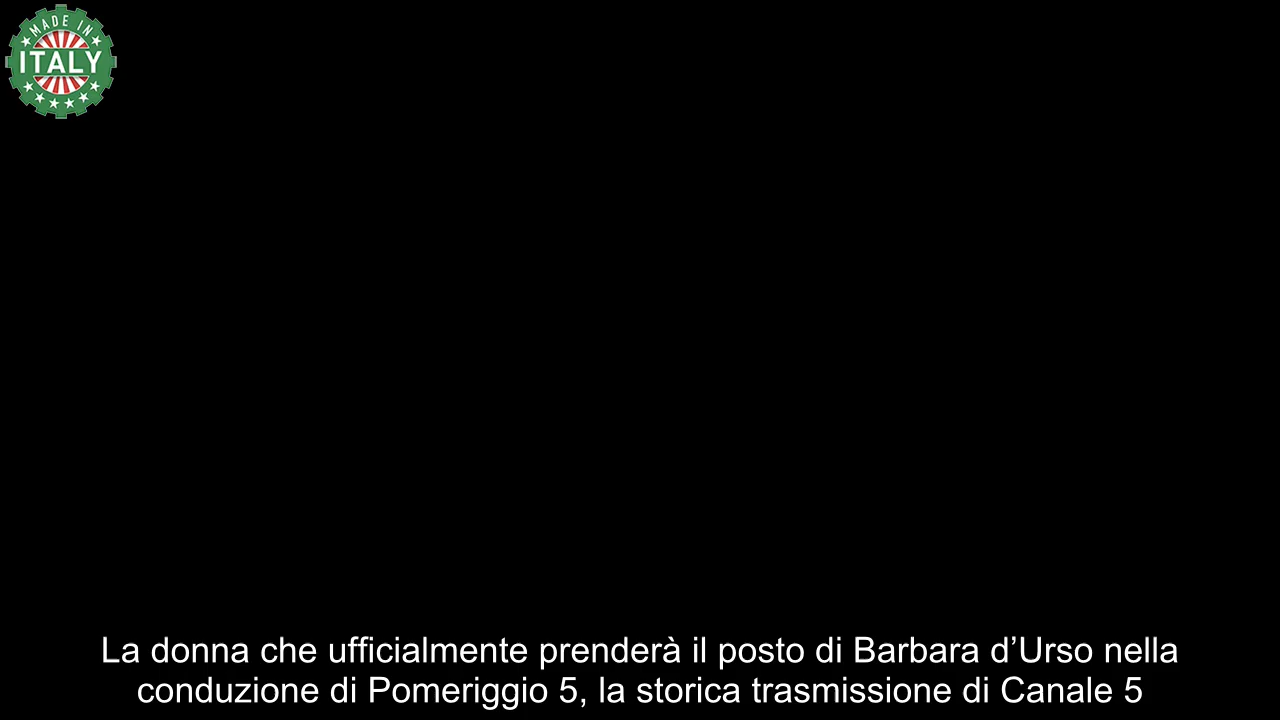 MADE IN
ITALY
La donna che ufficialmente prenderà il posto di Barbara d’Urso nella
conduzione di Pomeriggio 5, la storica trasmissione di Canale 5